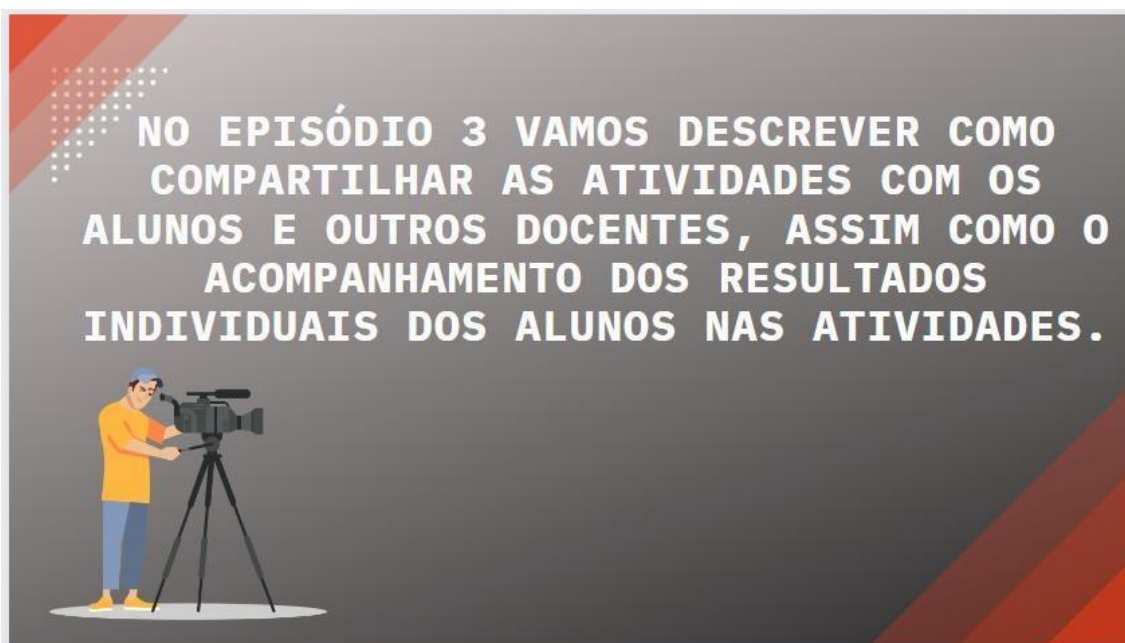 NO EPISÓDIO 3 VAMOS DESCREVER COMO
COMPARTILHAR AS ATIVIDADES COM OS
ALUNOS E OUTROS DOCENTES, ASSIM COMO O
ACOMPANHAMENTO DOS RESULTADOS
INDIVIDUAIS DOS ALUNOS NAS ATIVIDADES.